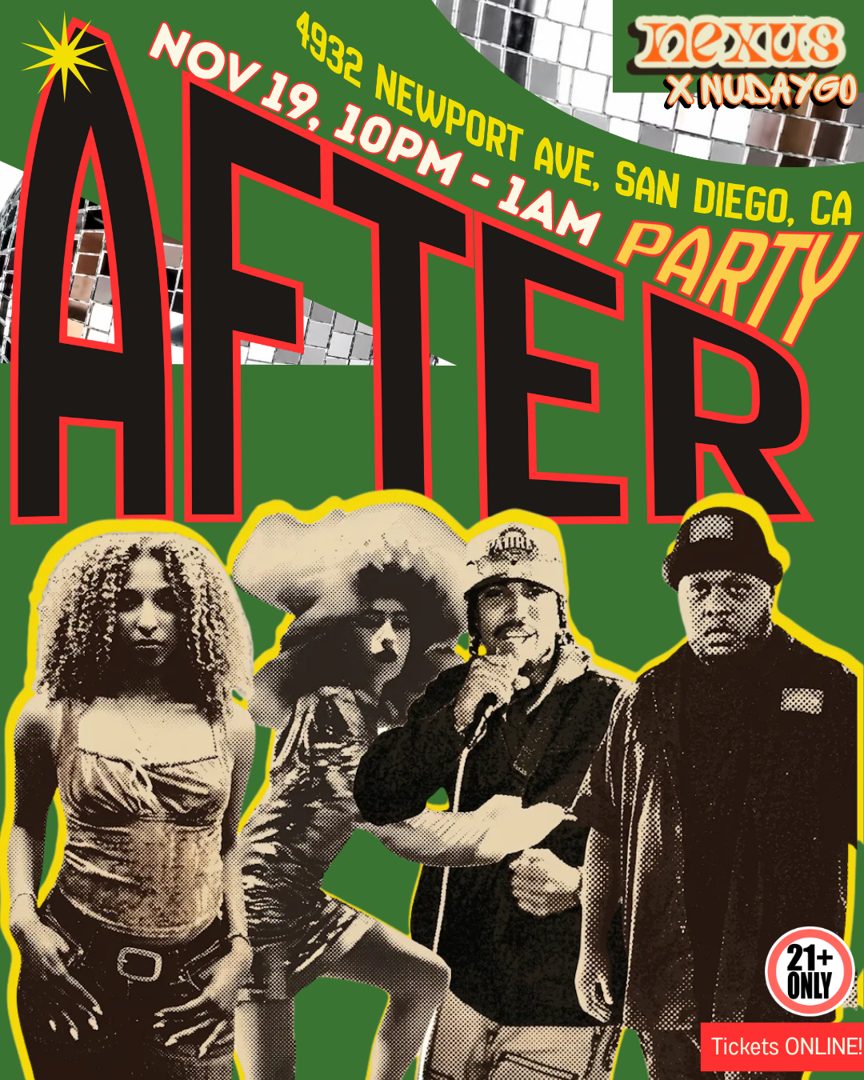 nexus
X NUDAYGO
4932 NEWPORT AVE, SAN DIEGO, CA
NOV 19, 10PM - 1AM
AFTER
PARTY
21+
ONLY
Tickets ONLINE!